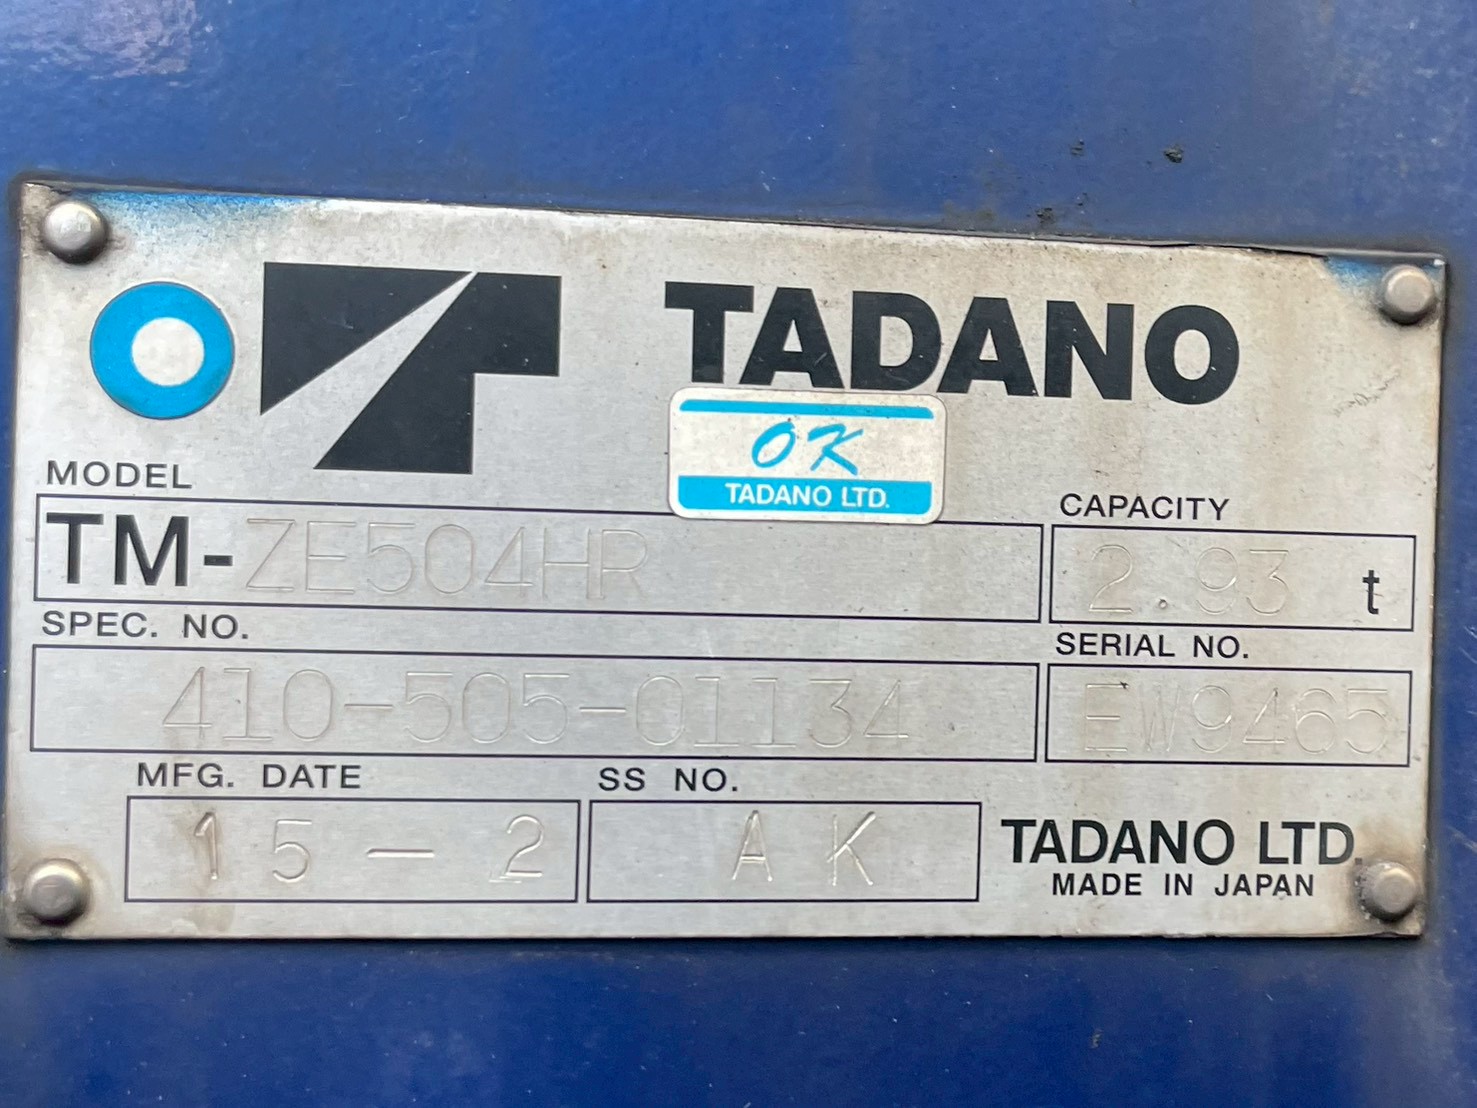 TADANO
OK
TADANO LTD.
MODEL
TM-ZE504HR
CAPACITY
2.93 t
SPEC. NO.
410-505-01134
SERIAL NO.
EW9465
MFG. DATE
15-2
SS NO.
AK
TADANO LTD.
MADE IN JAPAN